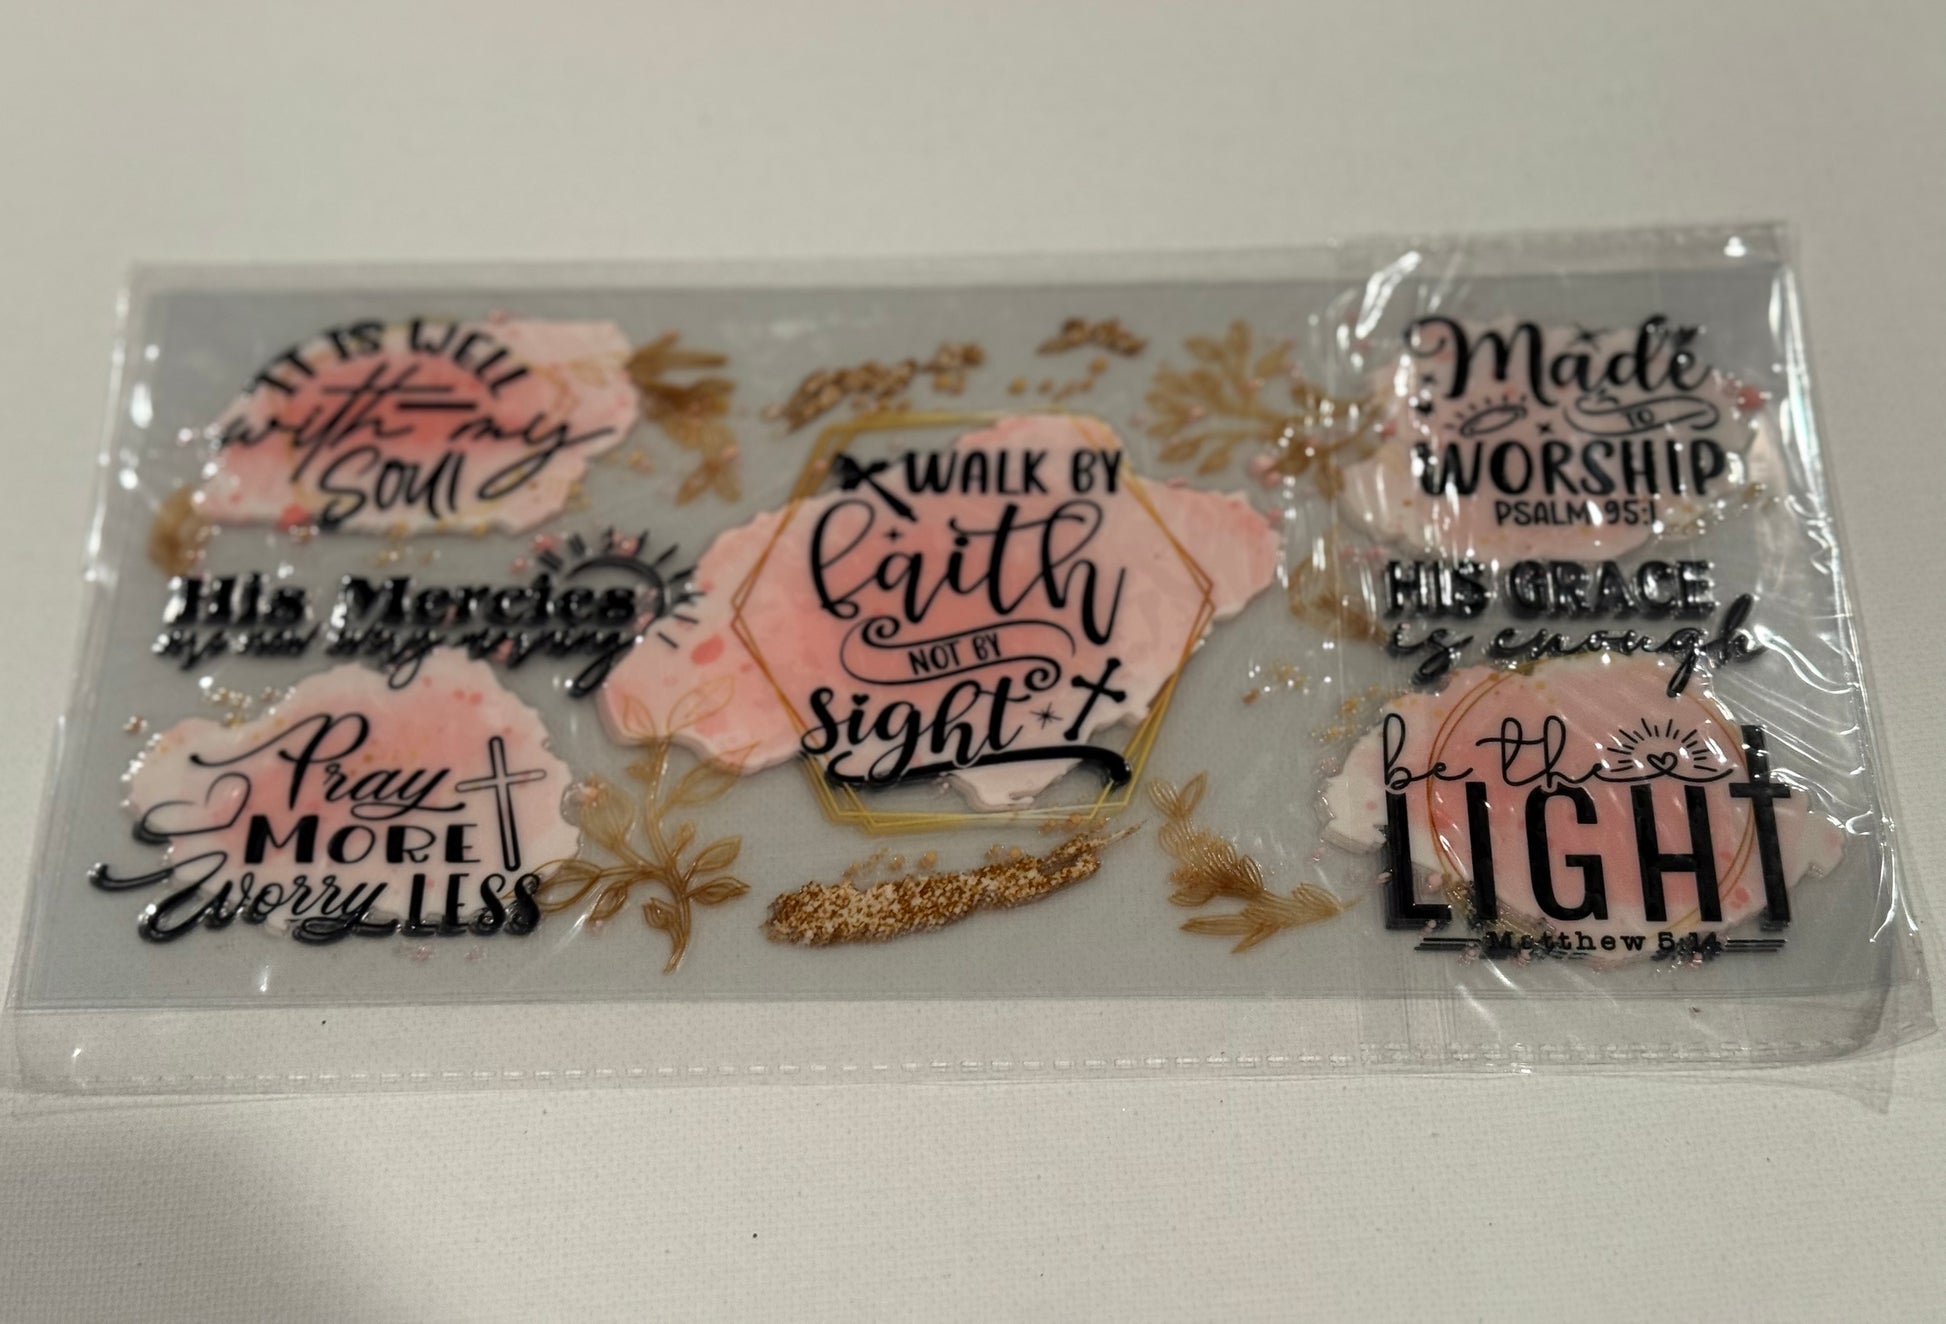 IT IS WELL
with my
Soul
His Mercies
Pray
MORE
Worry LESS
WALK BY
faith
NOT BY
Sight
Made
TO
WORSHIP
PSALM 95:1
HIS GRACE
is enough
be the
LIGHT
Matthew 5:14